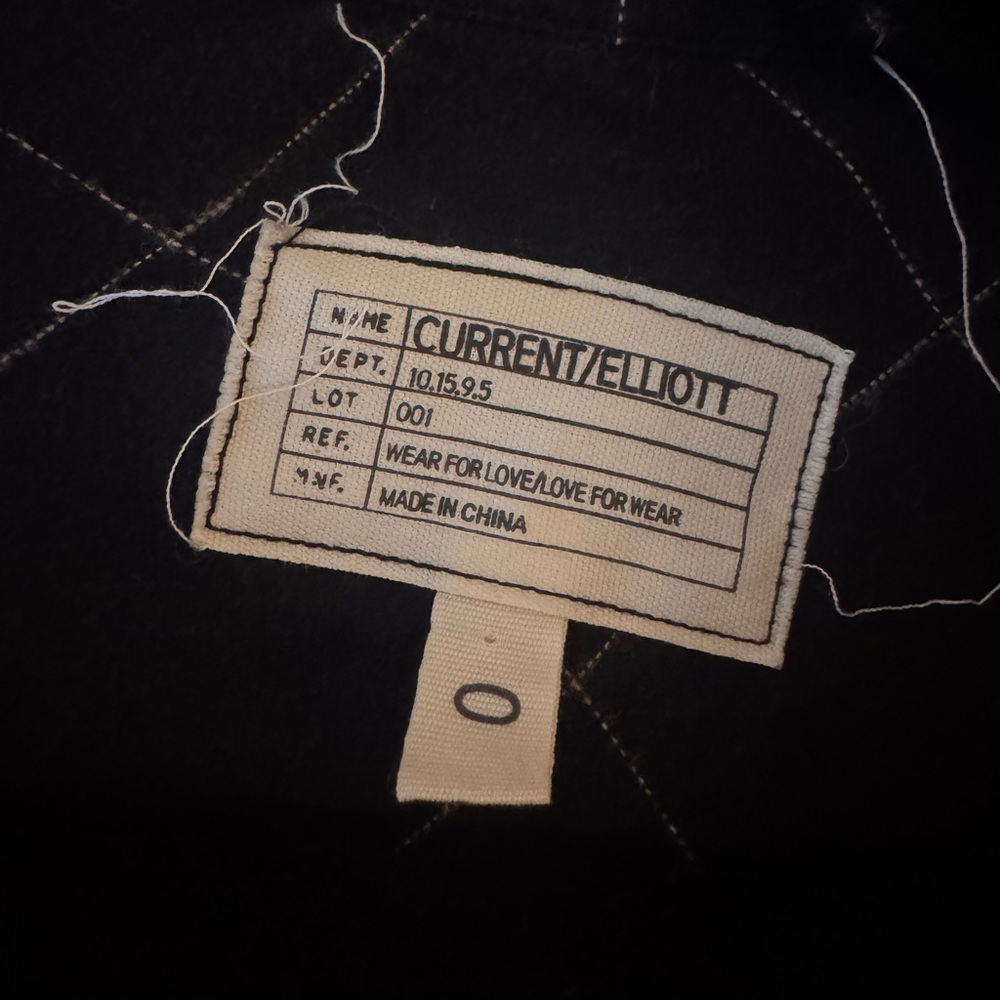 NAME CURRENT/ELLIOTT
DEPT. 10.15.9.5
LOT 001
REF. WEAR FOR LOVE/LOVE FOR WEAR
MNF. MADE IN CHINA
0